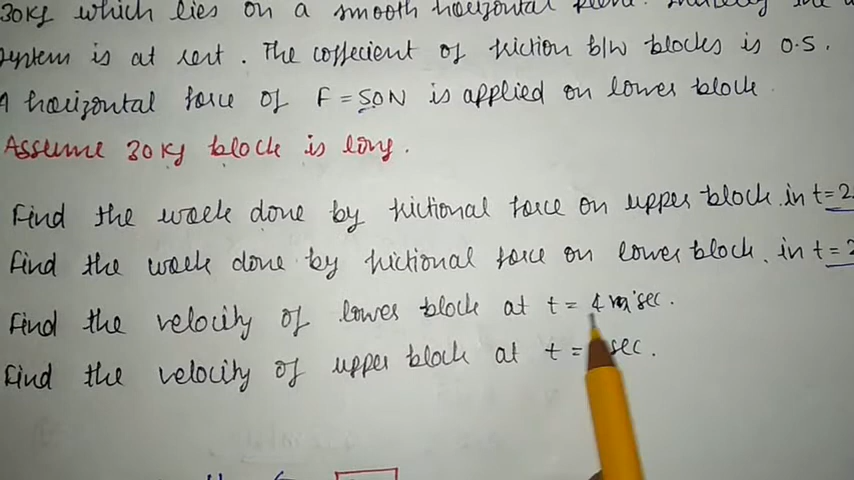 30Kg which lies on a smooth horizontal
system is at rest. The cofficient of friction b/w blocks is 0.5.
A horizontal force of F = 50N is applied on lower block
Assume 30Kg block is long.
Find the work done by frictional force on upper block. in t=2
Find the work done by frictional force on lower block. in t=2
Find the velocity of lower block at t = 4 sec.
Find the velocity of upper block at t = sec.